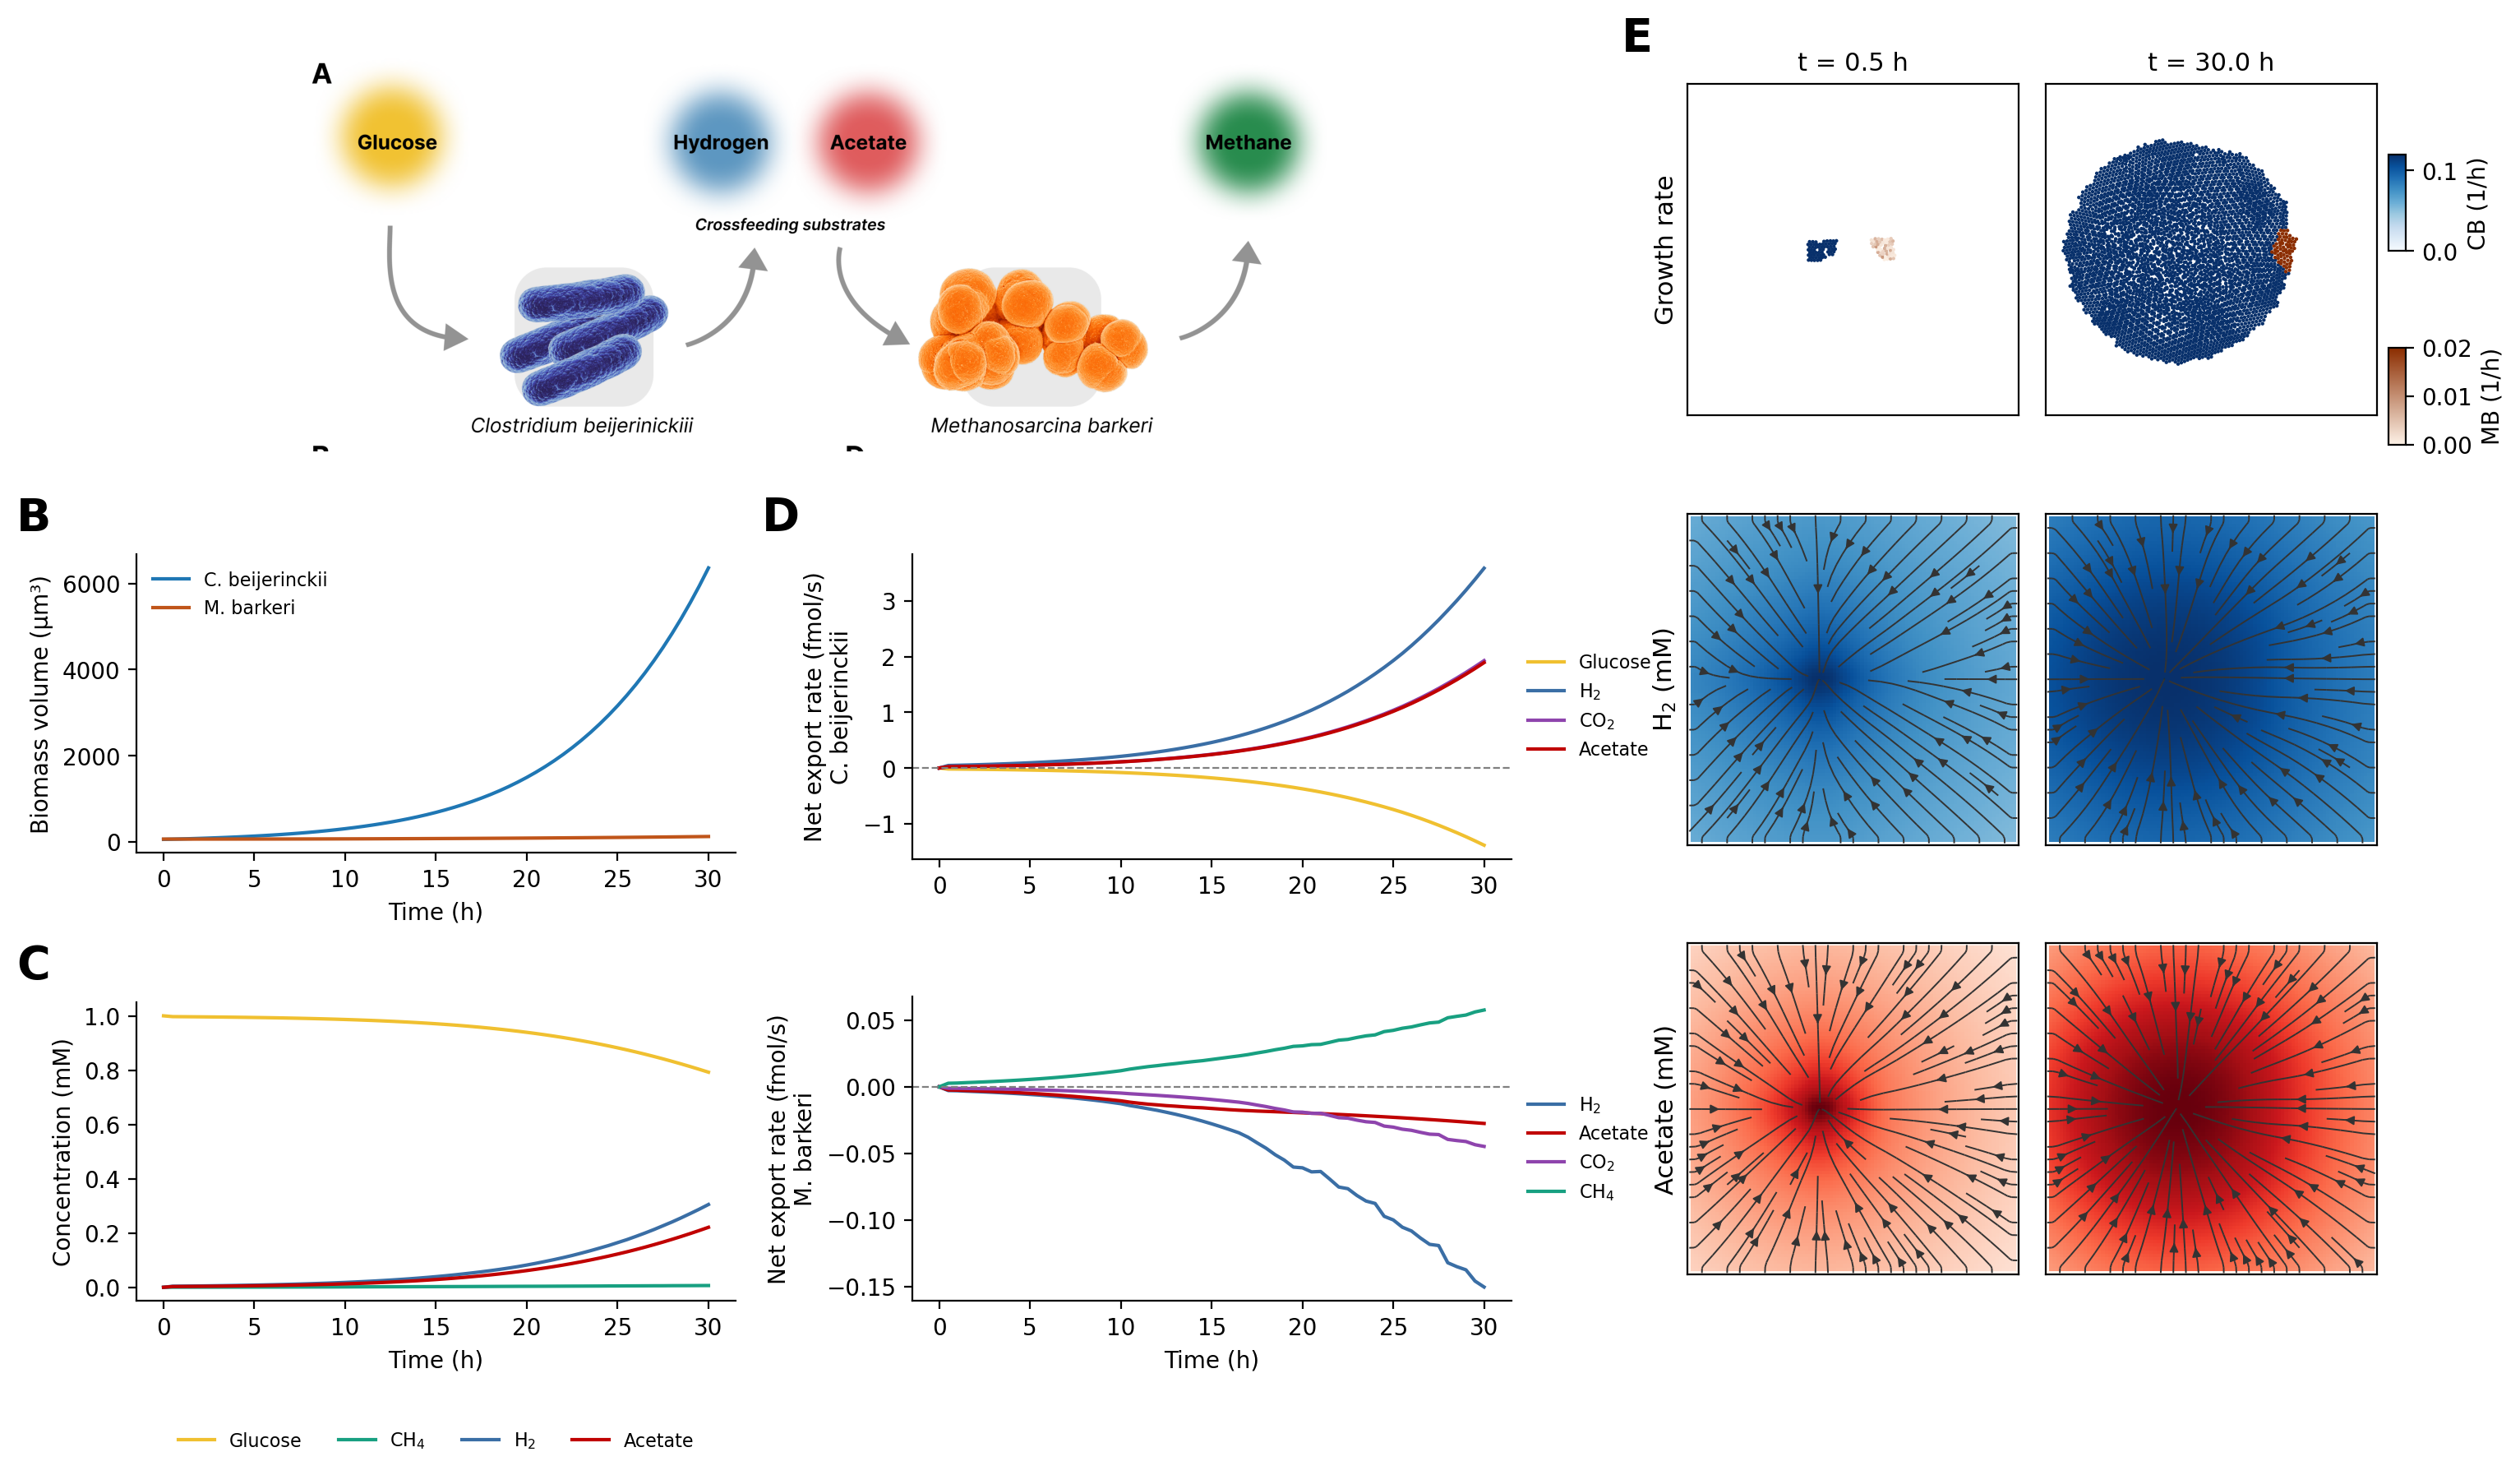 A
Glucose
Hydrogen
Acetate
Methane
Crossfeeding substrates
Clostridium beijerinickiii
Methanosarcina barkeri
B
6000
4000
2000
0
Biomass volume (µm³)
C. beijerinckii
M. barkeri
0 5 10 15 20 25 30
Time (h)
C
1.0
0.8
0.6
0.4
0.2
0.0
Concentration (mM)
0 5 10 15 20 25 30
Time (h)
Glucose
CH₄
H₂
Acetate
D
3
2
1
0
−1
Net export rate (fmol/s)
C. beijerinckii
0 5 10 15 20 25 30
Glucose
H₂
CO₂
Acetate
0.05
0.00
−0.05
−0.10
−0.15
Net export rate (fmol/s)
M. barkeri
0 5 10 15 20 25 30
Time (h)
H₂
Acetate
CO₂
CH₄
E
t = 0.5 h
t = 30.0 h
Growth rate
0.1
0.0
CB (1/h)
0.02
0.01
0.00
MB (1/h)
H₂ (mM)
Acetate (mM)